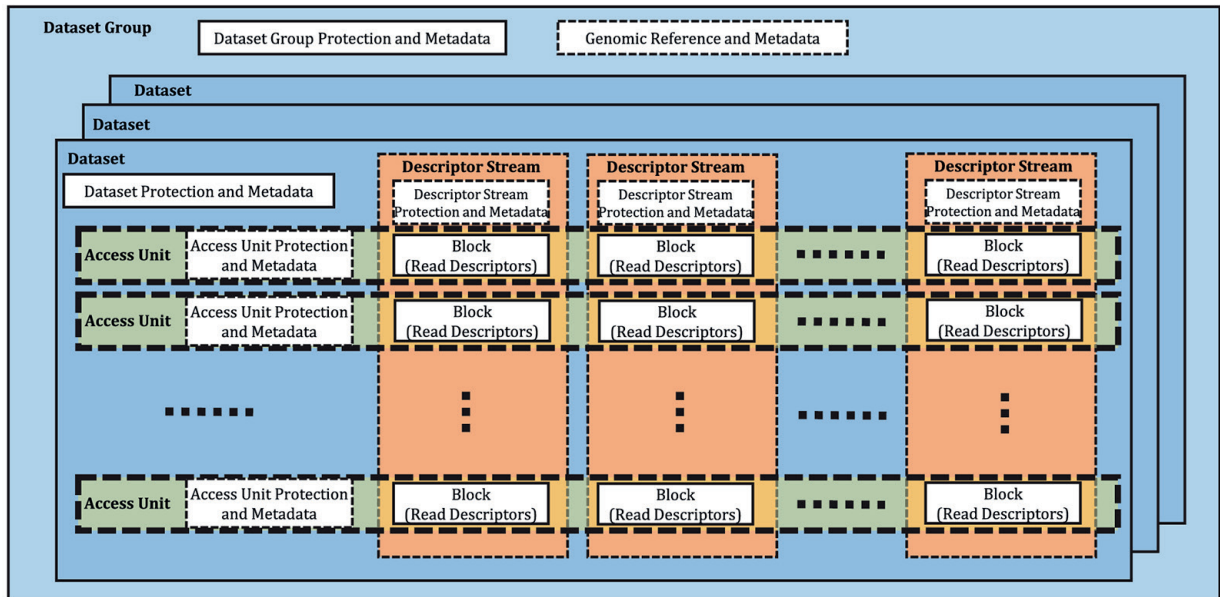 Dataset Group
Dataset Group Protection and Metadata
Genomic Reference and Metadata
Dataset
Dataset
Dataset
Dataset Protection and Metadata
Descriptor Stream
Descriptor Stream
Protection and Metadata
Descriptor Stream
Descriptor Stream
Protection and Metadata
Descriptor Stream
Descriptor Stream
Protection and Metadata
Access Unit
Access Unit Protection
and Metadata
Block
(Read Descriptors)
Block
(Read Descriptors)
Block
(Read Descriptors)
Access Unit
Access Unit Protection
and Metadata
Block
(Read Descriptors)
Block
(Read Descriptors)
Block
(Read Descriptors)
Access Unit
Access Unit Protection
and Metadata
Block
(Read Descriptors)
Block
(Read Descriptors)
Block
(Read Descriptors)